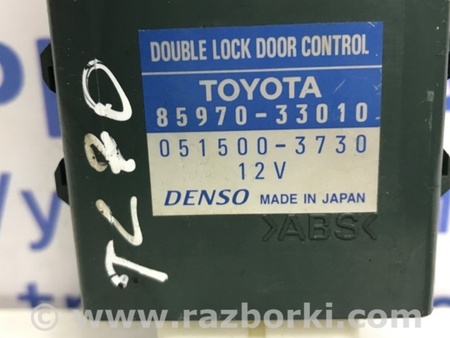 DOUBLE LOCK DOOR CONTROL
TOYOTA
85970-33010
051500-3730
12V
DENSO MADE IN JAPAN
>ABS<
www.razborki.com